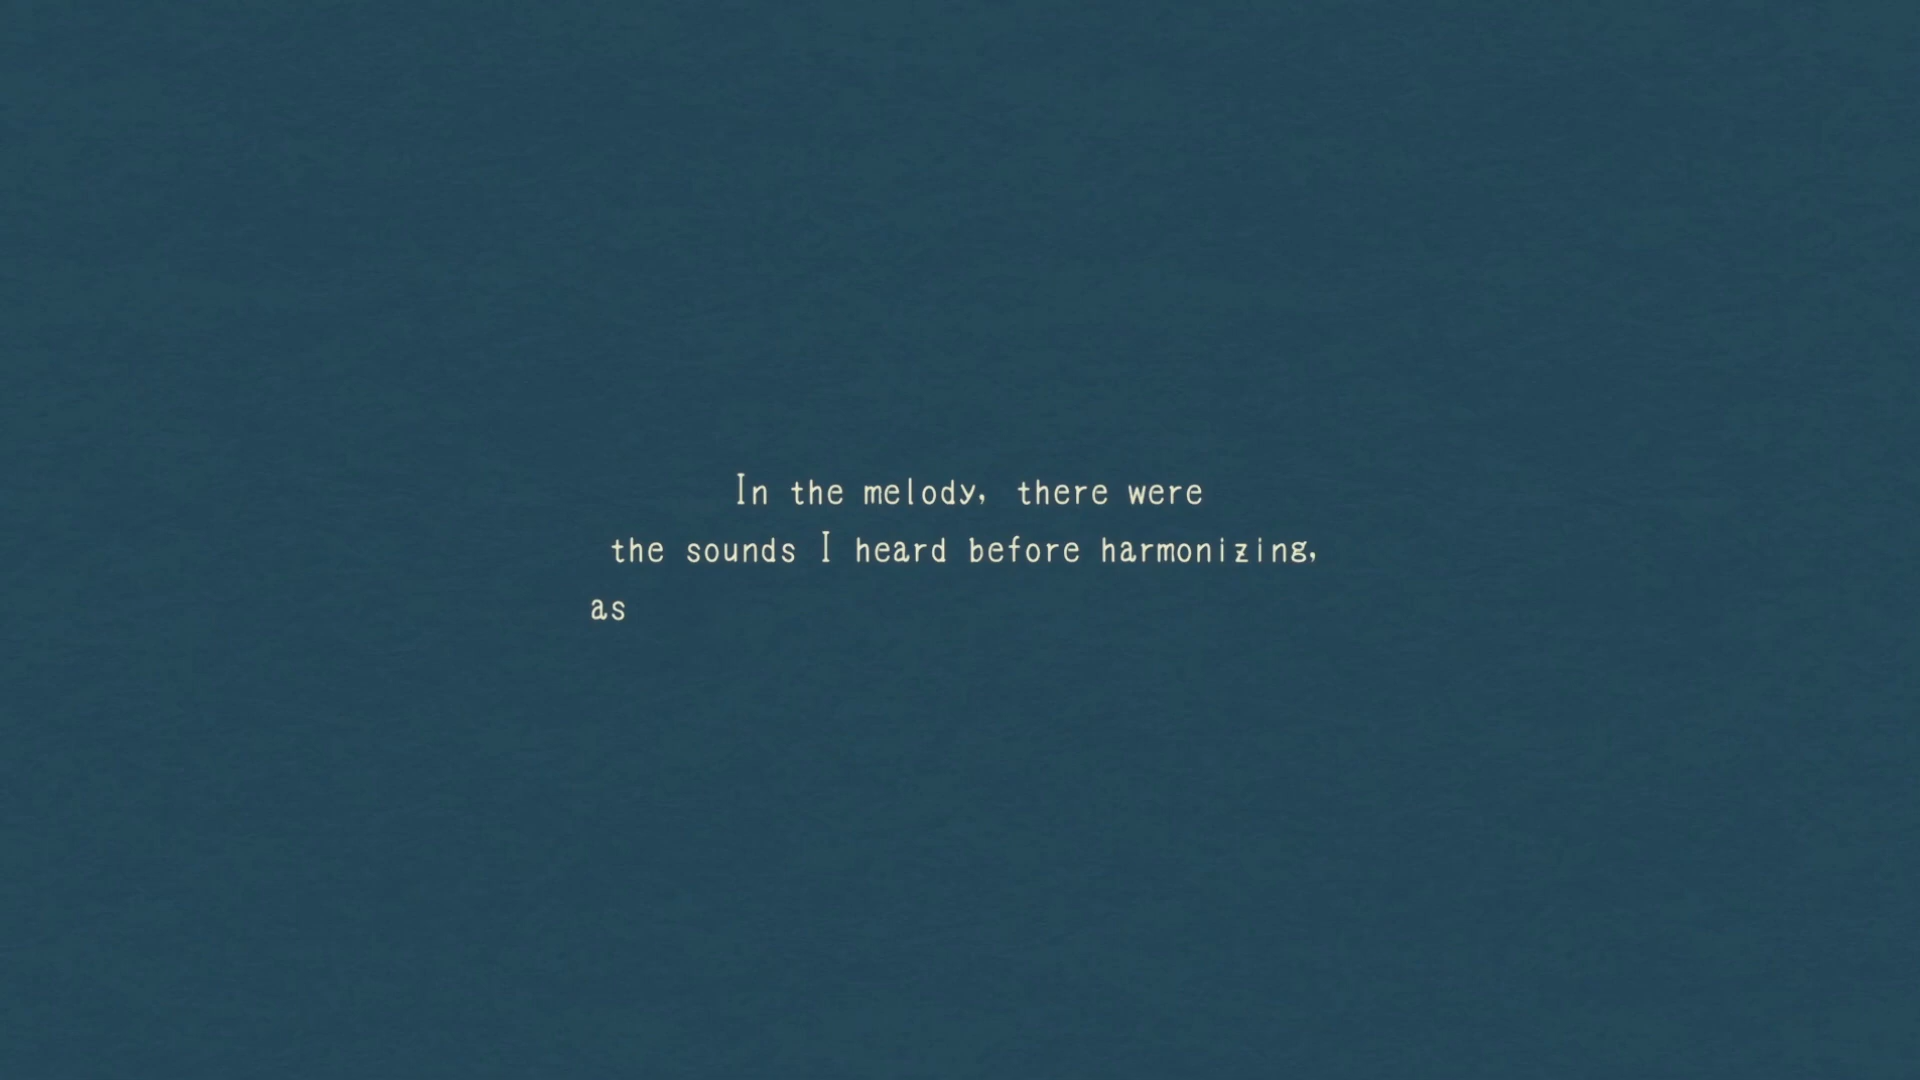 In the melody, there were
the sounds I heard before harmonizing,
as